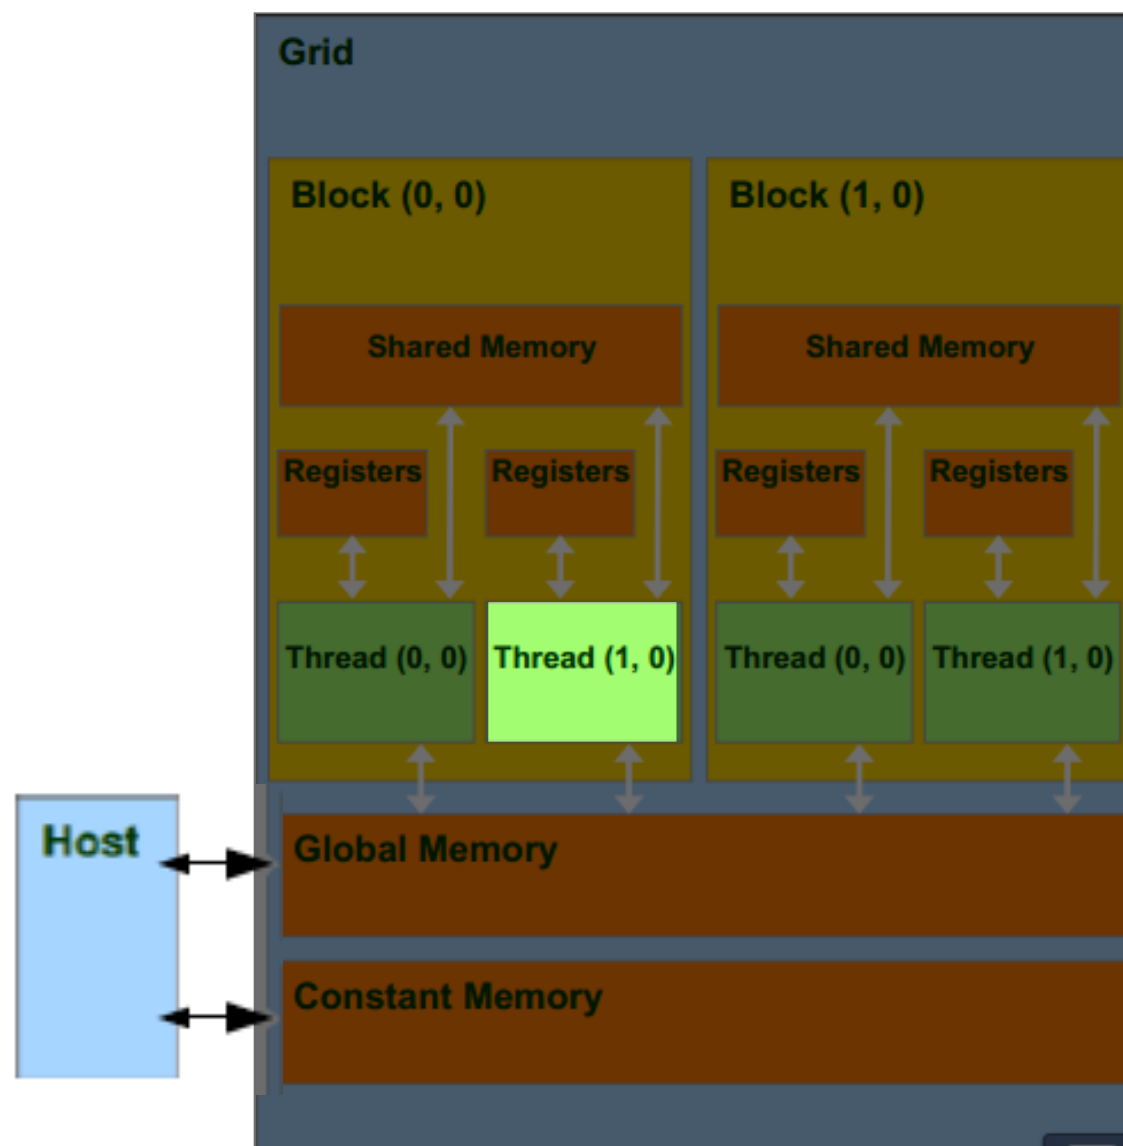 Grid
Block (0, 0)
Block (1, 0)
Shared Memory
Shared Memory
Registers
Registers
Registers
Registers
Thread (0, 0)
Thread (1, 0)
Thread (0, 0)
Thread (1, 0)
Host
Global Memory
Constant Memory